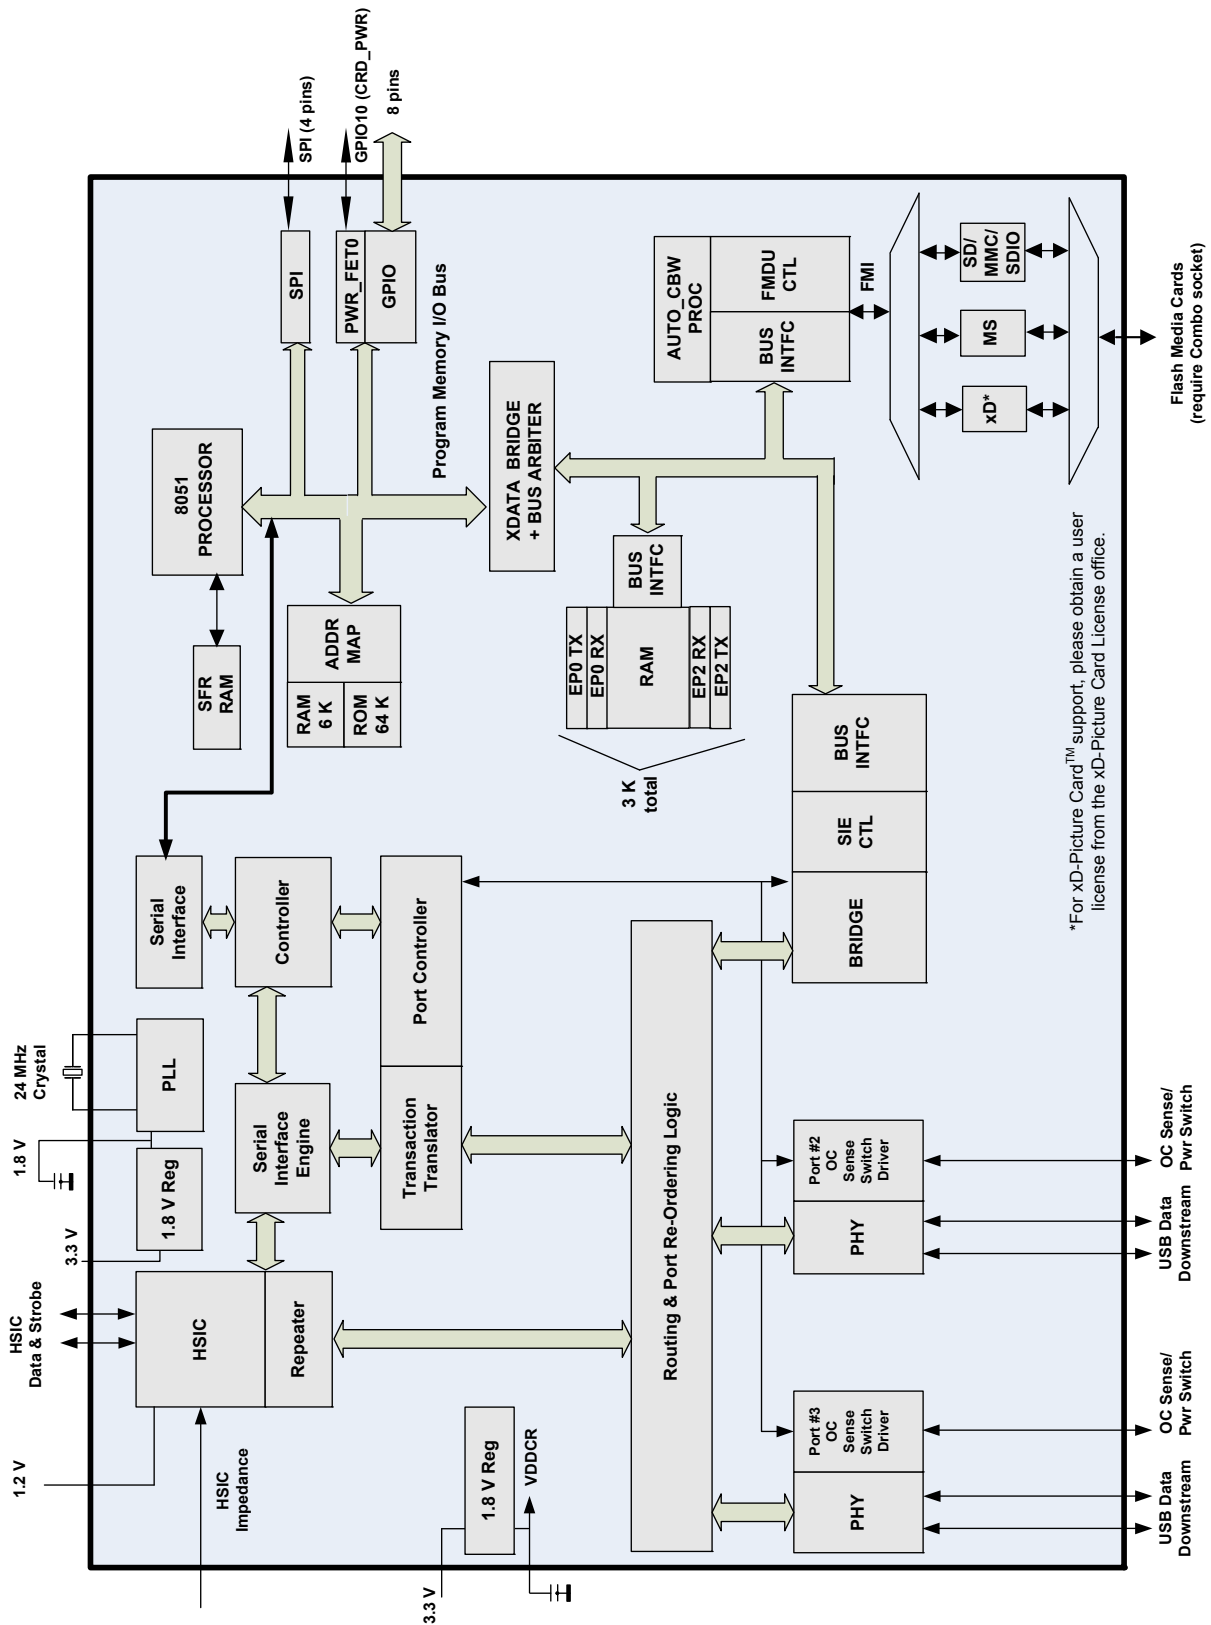 1.2 V
HSIC
Data & Strobe
3.3 V
1.8 V
24 MHz
Crystal
HSIC
Impedance
HSIC
Repeater
1.8 V Reg
PLL
Serial
Interface
Serial
Interface
Engine
Controller
Transaction
Translator
Port Controller
3.3 V
1.8 V Reg
VDDCR
SFR
RAM
8051
PROCESSOR
RAM
6 K
ROM
64 K
ADDR
MAP
SPI
SPI (4 pins)
PWR_FET0
GPIO10 (CRD_PWR)
GPIO
8 pins
Program Memory I/O Bus
XDATA BRIDGE
+ BUS ARBITER
3 K
total
EP0 TX
EP0 RX
RAM
EP2 RX
EP2 TX
BUS
INTFC
AUTO_CBW
PROC
BUS
INTFC
FMDU
CTL
FMI
Routing & Port Re-Ordering Logic
BRIDGE
SIE
CTL
BUS
INTFC
PHY
Port #3
OC
Sense
Switch
Driver
PHY
Port #2
OC
Sense
Switch
Driver
xD*
MS
SD/
MMC/
SDIO
*For xD-Picture Card™ support, please obtain a user
license from the xD-Picture Card License office.
USB Data
Downstream
OC Sense/
Pwr Switch
USB Data
Downstream
OC Sense/
Pwr Switch
Flash Media Cards
(require Combo socket)